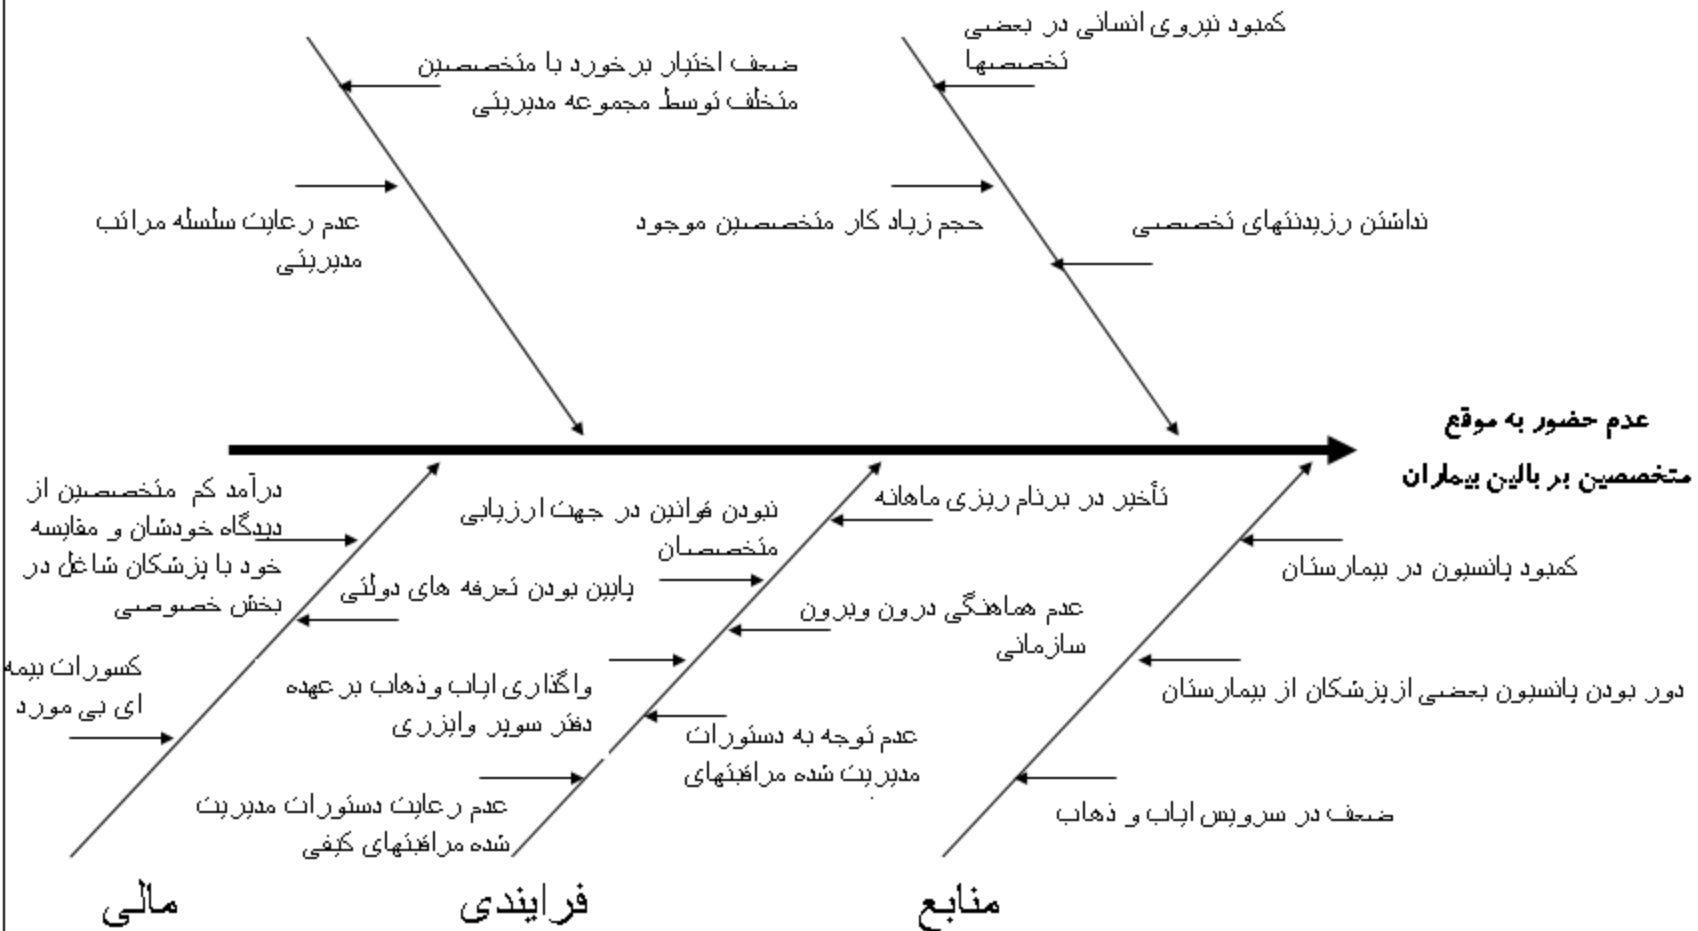 کمبود نیروی انسانی در بعضی
تخصصها
حجم زیاد کار متخصصین موجود
نداشتن رزیدنتهای تخصصی
ضعف اختیار برخورد با متخصصین
متخلف توسط مجموعه مدیریتی
عدم رعایت سلسله مراتب
مدیریتی
عدم حضور به موقع
متخصصین بر بالین بیماران
کمبود پانسیون در بیمارستان
دور بودن پانسیون بعضی ازپزشکان از بیمارستان
ضعف در سرویس ایاب و ذهاب
منابع
تأخیر در برنام ریزی ماهانه
نبودن قوانین در جهت ارزیابی
متخصصان
عدم هماهنگی درون وبرون
سازمانی
واگذاری ایاب وذهاب بر عهده
دفتر سوپر وایزری
عدم توجه به دستورات
مدیریت شده مراقبتهای
عدم رعایت دستورات مدیریت
شده مراقبتهای کیفی
فرایندی
درآمد کم متخصصین از
دیدگاه خودشان و مقایسه
خود با پزشکان شاغل در
بخش خصوصی
پایین بودن تعرفه های دولتی
کسورات بیمه
ای بی مورد
مالی